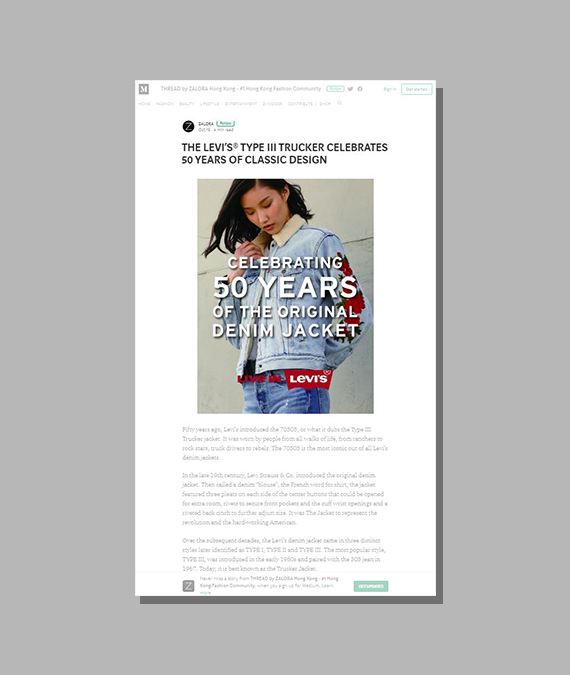 M THREAD by ZALORA Hong Kong - #1 Hong Kong Fashion Community Follow Sign in Get started
HOME FASHION BEAUTY LIFESTYLE ENTERTAINMENT CONTRIBUTE | SHOP
ZALORA Follow
Oct 18 · 4 min read
THE LEVI'S® TYPE III TRUCKER CELEBRATES
50 YEARS OF CLASSIC DESIGN
CELEBRATING
50 YEARS
OF THE ORIGINAL
DENIM JACKET
LIVE IN LEVI'S®
Fifty years ago, Levi's introduced the 70505, or what it dubs the Type III
Trucker jacket. It was worn by people from all walks of life, from ranchers to
rock stars, truck drivers to rebels. The 70505 is the most iconic out of all Levi's
denim jackets.
In the late 19th century, Levi Strauss & Co. introduced the original denim
jacket. Then called a denim "blouse", the French word for shirt, the jacket
featured three pleats on each side of the center buttons that could be opened
for extra room, rivets to secure front pockets and the cuff wrist openings and a
riveted back cinch to further adjust size. It was The Jacket to represent the
revolution and the hard-working American.
Over the subsequent decades, the Levi's denim jacket came in three distinct
styles later identified as TYPE I, TYPE II and TYPE III. The most popular style,
TYPE III, was introduced in the early 1960s and paired with the 505 jean in
1967. Today, it is best known as the Trucker Jacket.
Never miss a story from THREAD by ZALORA Hong Kong - #1 Hong
Kong Fashion Community, when you sign up for Medium. Learn
more
GET UPDATES